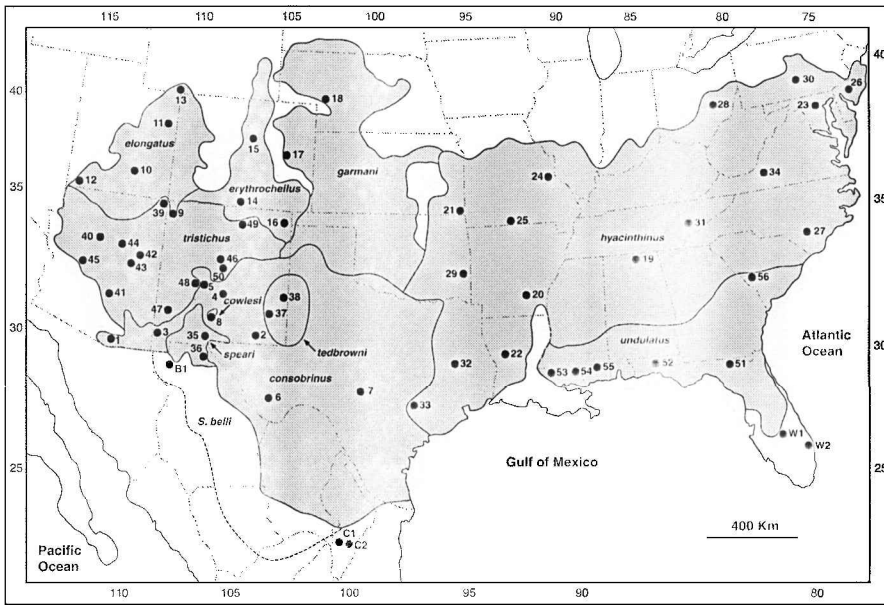 115 110 105 100 95 90 85 80 75
40 40
35 35
30 30
25 25
110 105 100 90 80
13
11
elongatus
10
12
18
15
17
garmani
erythrocheilus
14
39
9
49
16
tristichus
40
44
42
43
45
46
50
48
5
4
41
47
cowlesi
8
38
37
1
3
35
2
36
speari
tedbrowni
B1
consobrinus
6
7
S. belli
C1
C2
24
21
25
29
20
32
22
33
30
26
28
23
34
31
27
hyacinthinus
19
56
undulatus
53
54
55
52
51
W1
W2
Atlantic
Ocean
Gulf of Mexico
400 Km
Pacific
Ocean